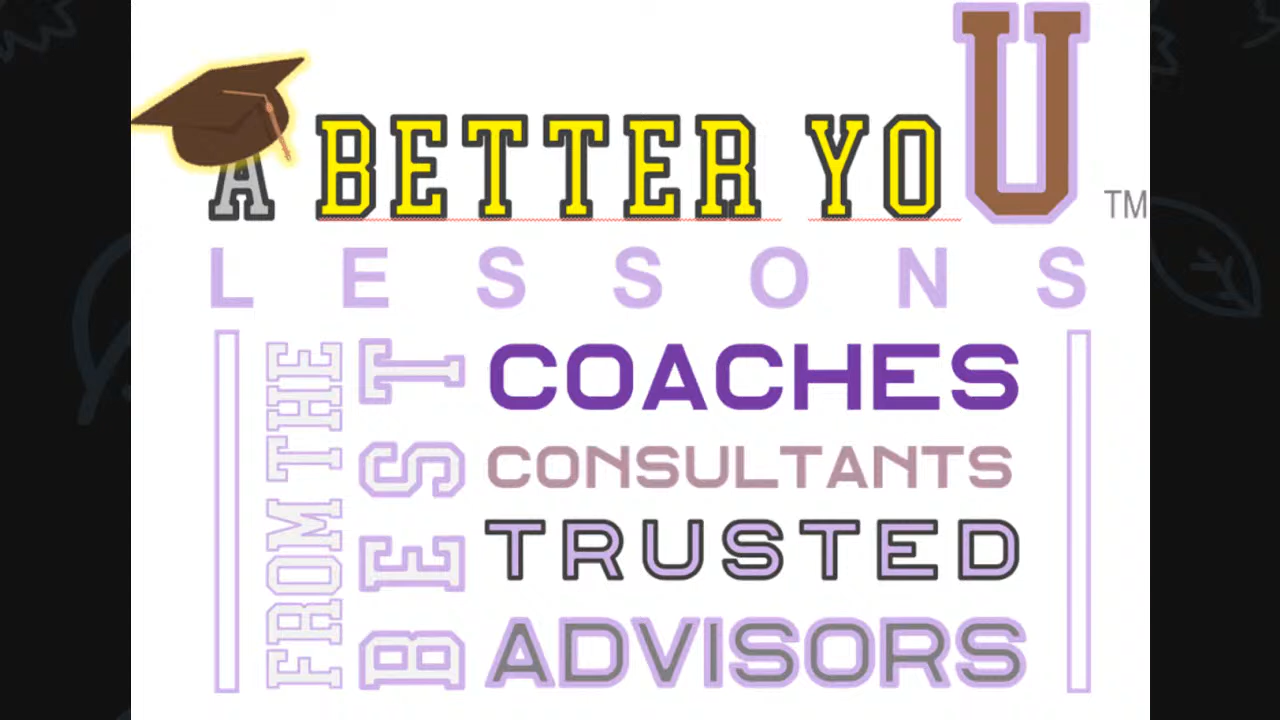 A BETTER YOU TM
LESSONS
FROM THE
BEST
COACHES
CONSULTANTS
TRUSTED
ADVISORS